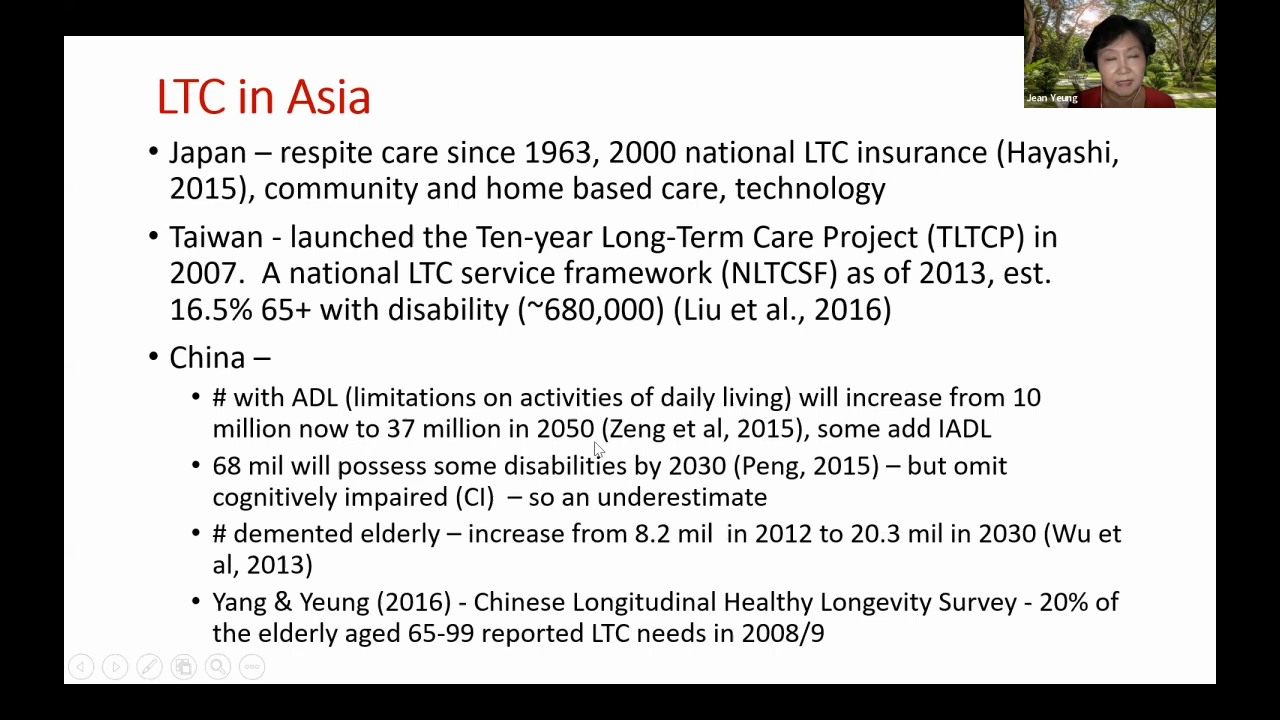 LTC in Asia
Jean Yeung
• Japan – respite care since 1963, 2000 national LTC insurance (Hayashi,
2015), community and home based care, technology
• Taiwan - launched the Ten-year Long-Term Care Project (TLTCP) in
2007.  A national LTC service framework (NLTCSF) as of 2013, est.
16.5% 65+ with disability (~680,000) (Liu et al., 2016)
• China –
• # with ADL (limitations on activities of daily living) will increase from 10
million now to 37 million in 2050 (Zeng et al, 2015), some add IADL
• 68 mil will possess some disabilities by 2030 (Peng, 2015) – but omit
cognitively impaired (CI)  – so an underestimate
• # demented elderly – increase from 8.2 mil  in 2012 to 20.3 mil in 2030 (Wu et
al, 2013)
• Yang & Yeung (2016) - Chinese Longitudinal Healthy Longevity Survey - 20% of
the elderly aged 65-99 reported LTC needs in 2008/9